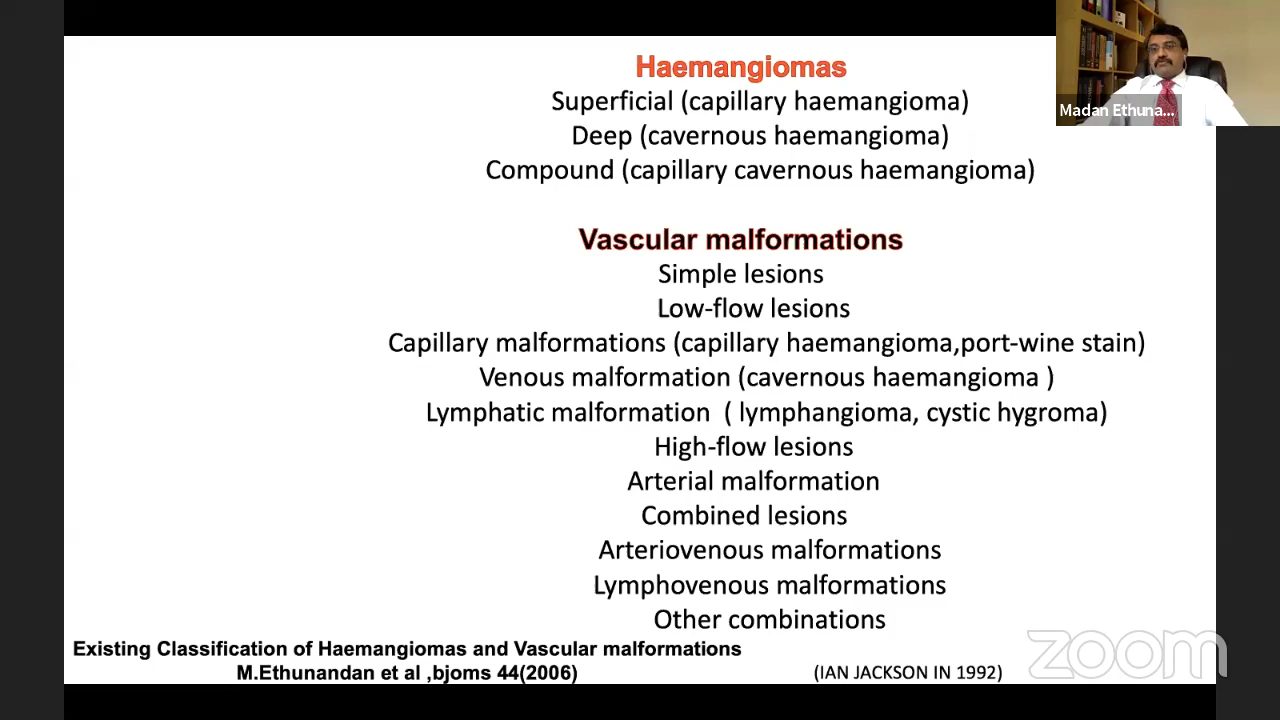 Haemangiomas
Superficial (capillary haemangioma)
Deep (cavernous haemangioma)
Compound (capillary cavernous haemangioma)
Madan Ethuna...
Vascular malformations
Simple lesions
Low-flow lesions
Capillary malformations (capillary haemangioma,port-wine stain)
Venous malformation (cavernous haemangioma )
Lymphatic malformation ( lymphangioma, cystic hygroma)
High-flow lesions
Arterial malformation
Combined lesions
Arteriovenous malformations
Lymphovenous malformations
Other combinations
Existing Classification of Haemangiomas and Vascular malformations
M.Ethunandan et al ,bjoms 44(2006)
(IAN JACKSON IN 1992)
zoom